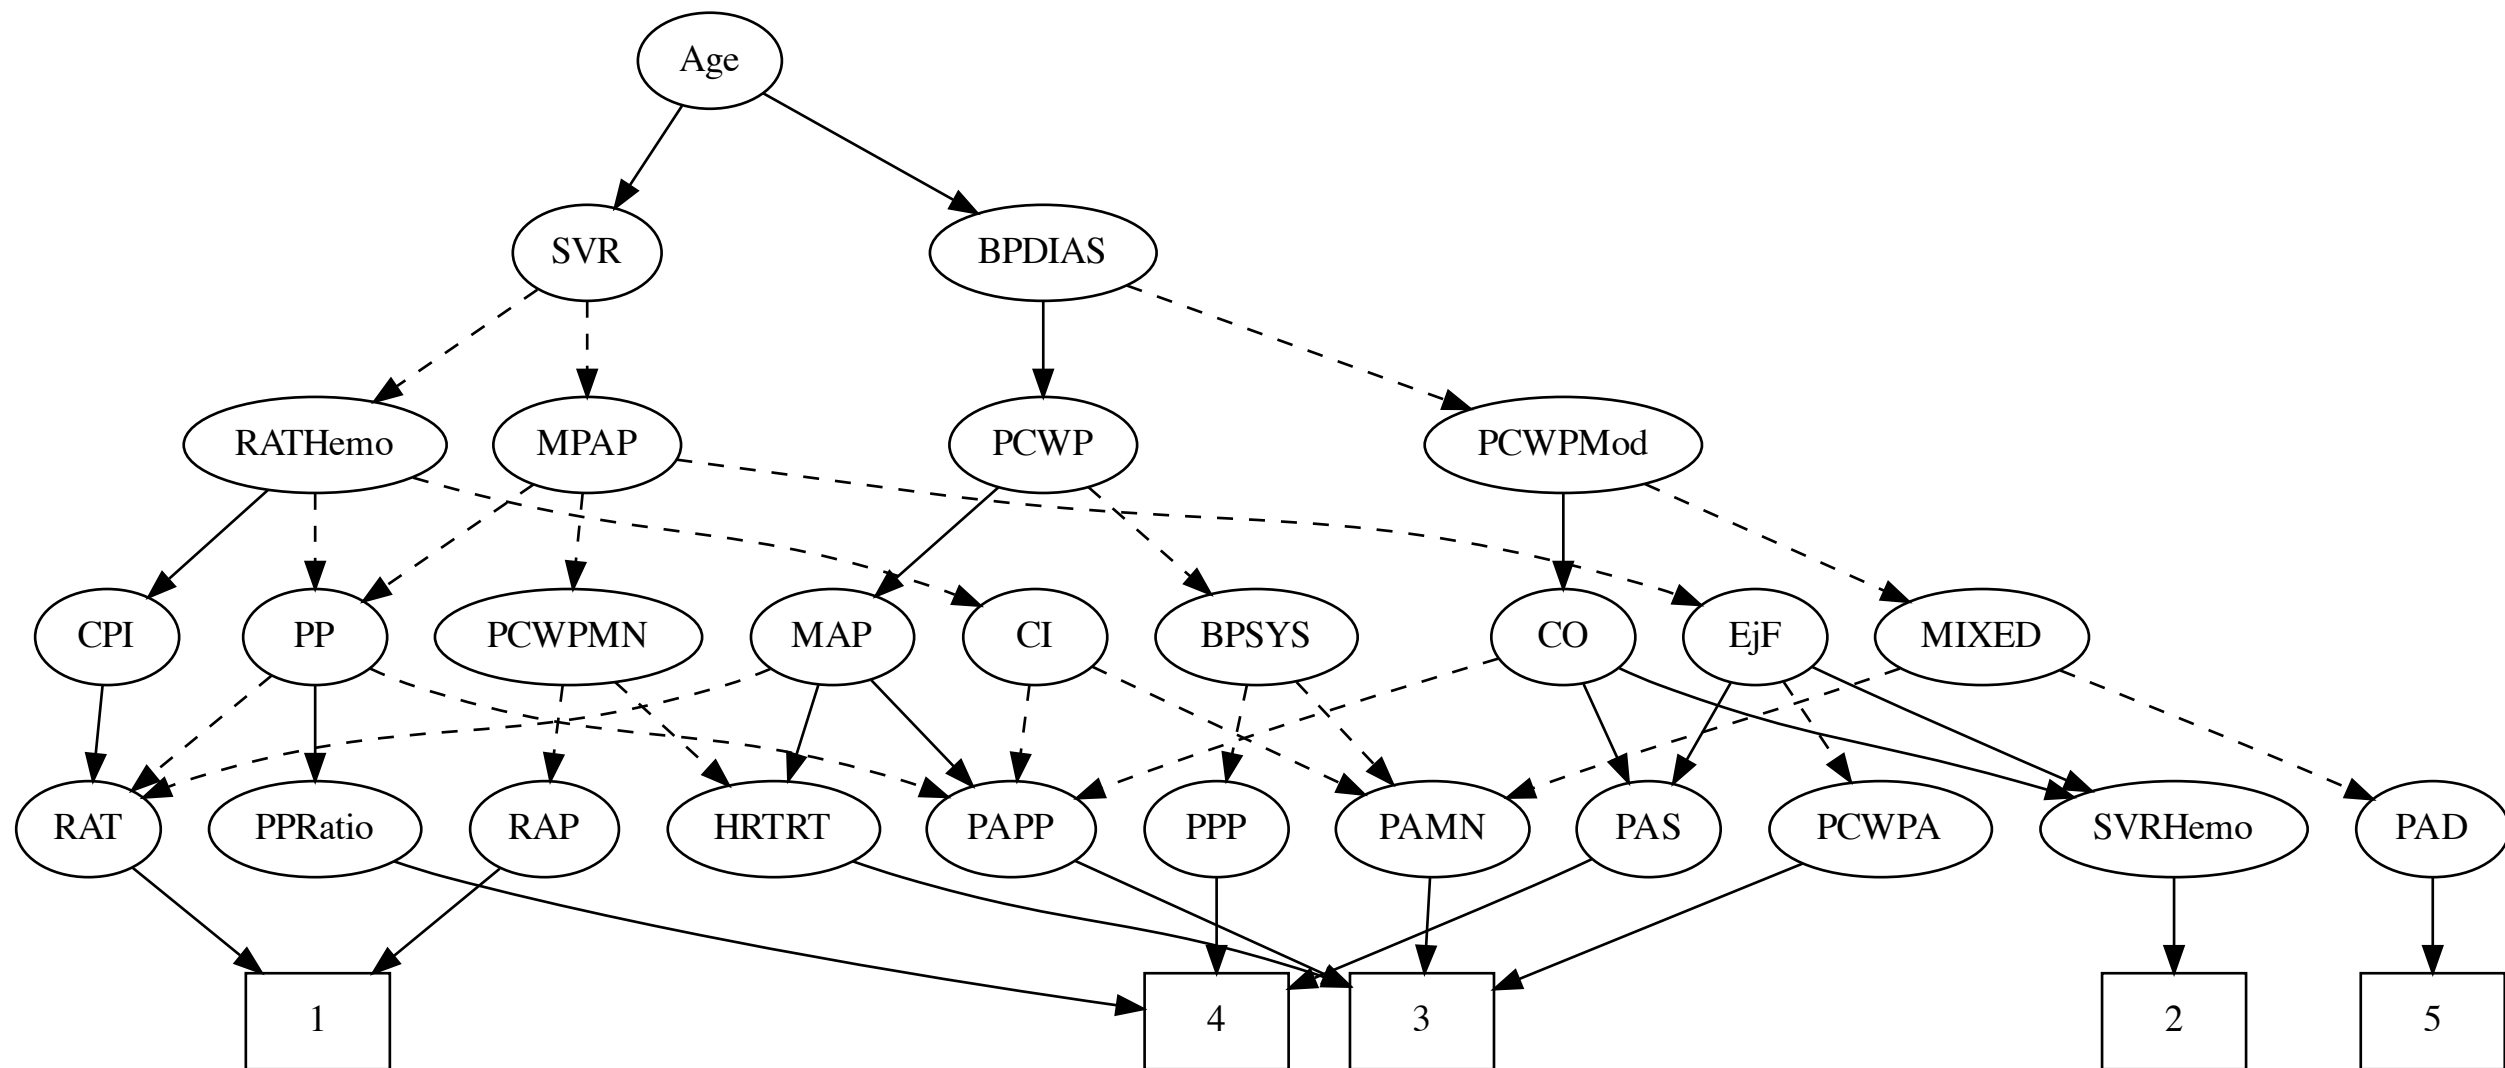 Age
SVR
BPDIAS
RATHemo
MPAP
PCWP
PCWPMod
CPI
PP
PCWPMN
MAP
CI
BPSYS
CO
EjF
MIXED
RAT
PPRatio
RAP
HRTRT
PAPP
PPP
PAMN
PAS
PCWPA
SVRHemo
PAD
1
4
3
2
5